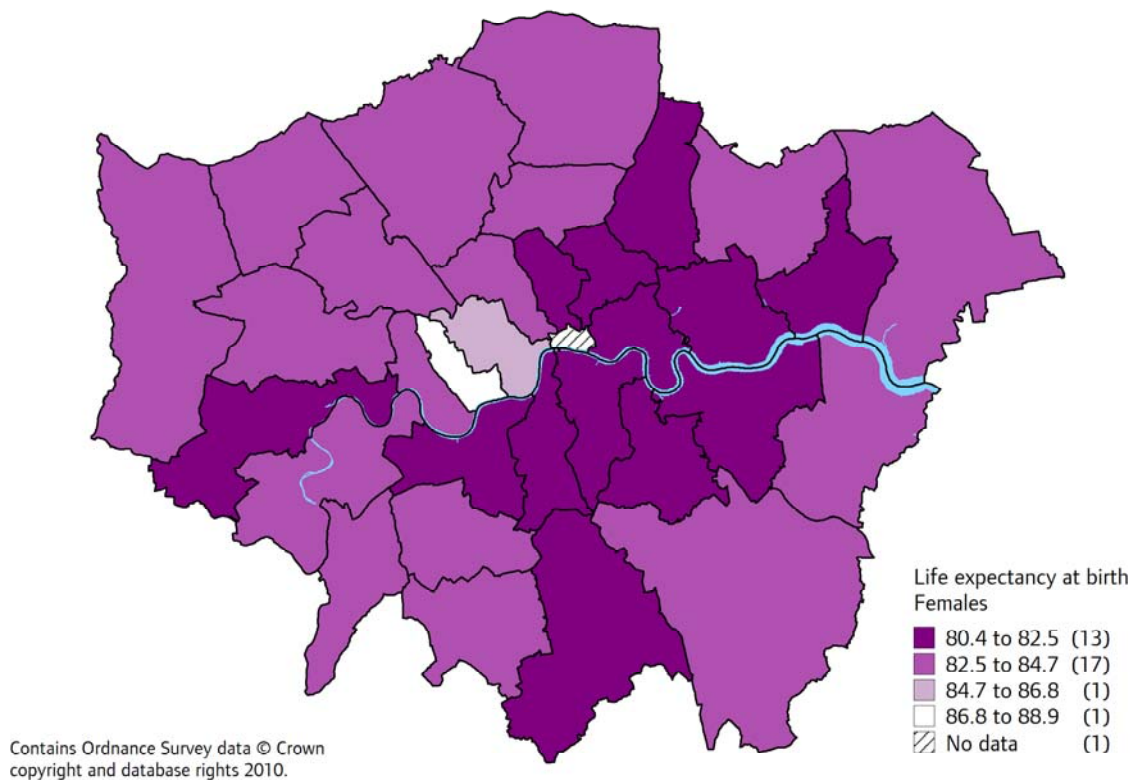 Life expectancy at birth
Females
80.4 to 82.5 (13)
82.5 to 84.7 (17)
84.7 to 86.8 (1)
86.8 to 88.9 (1)
No data (1)
Contains Ordnance Survey data © Crown
copyright and database rights 2010.